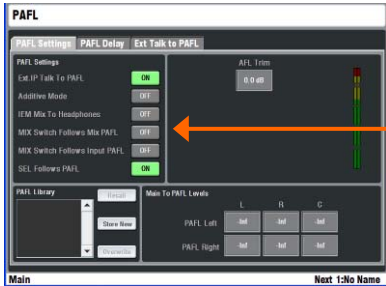 PAFL
PAFL Settings PAFL Delay Ext Talk to PAFL
PAFL Settings
Ext.IP Talk To PAFL ON
Additive Mode OFF
IEM Mix To Headphones OFF
MIX Switch Follows Mix PAFL OFF
MIX Switch Follows Input PAFL OFF
SEL Follows PAFL ON
AFL Trim
0.0 dB
PAFL Library
Recall
Store New
Overwrite
Main To PAFL Levels
L R C
PAFL Left -Inf -Inf -Inf
PAFL Right -Inf -Inf -Inf
Main Next 1:No Name